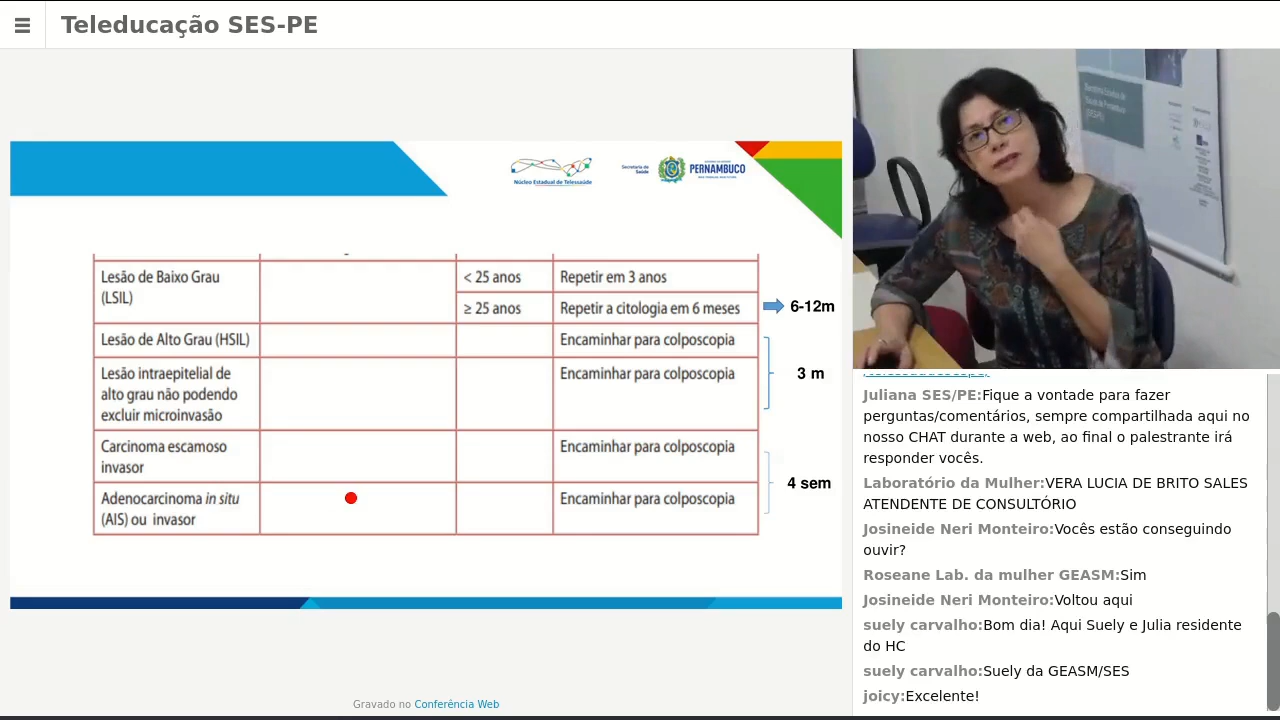 Teleducação SES-PE
Núcleo Estadual de Telessaúde
Secretaria de
Saúde
PERNAMBUCO
Lesão de Baixo Grau
(LSIL)
< 25 anos
Repetir em 3 anos
≥ 25 anos
Repetir a citologia em 6 meses
6-12m
Lesão de Alto Grau (HSIL)
Encaminhar para colposcopia
Lesão intraepitelial de
alto grau não podendo
excluir microinvasão
Encaminhar para colposcopia
3 m
Carcinoma escamoso
invasor
Encaminhar para colposcopia
4 sem
Adenocarcinoma in situ
(AIS) ou invasor
Encaminhar para colposcopia
Gravado no Conferência Web
Juliana SES/PE:Fique a vontade para fazer
perguntas/comentários, sempre compartilhada aqui no
nosso CHAT durante a web, ao final o palestrante irá
responder vocês.
Laboratório da Mulher:VERA LUCIA DE BRITO SALES
ATENDENTE DE CONSULTÓRIO
Josineide Neri Monteiro:Vocês estão conseguindo
ouvir?
Roseane Lab. da mulher GEASM:Sim
Josineide Neri Monteiro:Voltou aqui
suely carvalho:Bom dia! Aqui Suely e Julia residente
do HC
suely carvalho:Suely da GEASM/SES
joicy:Excelente!